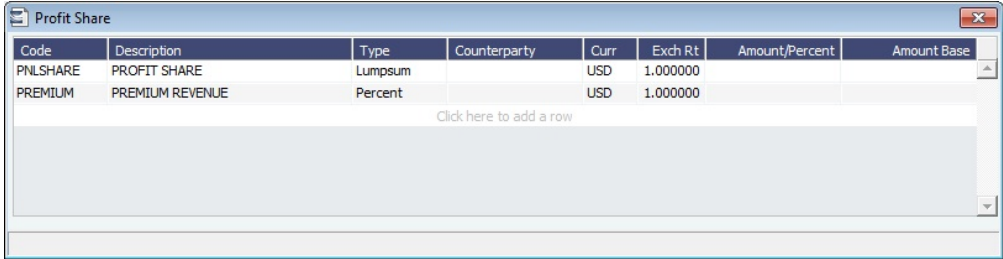 Profit Share
Code Description Type Counterparty Curr Exch Rt Amount/Percent Amount Base
PNLSHARE PROFIT SHARE Lumpsum USD 1.000000
PREMIUM PREMIUM REVENUE Percent USD 1.000000
Click here to add a row